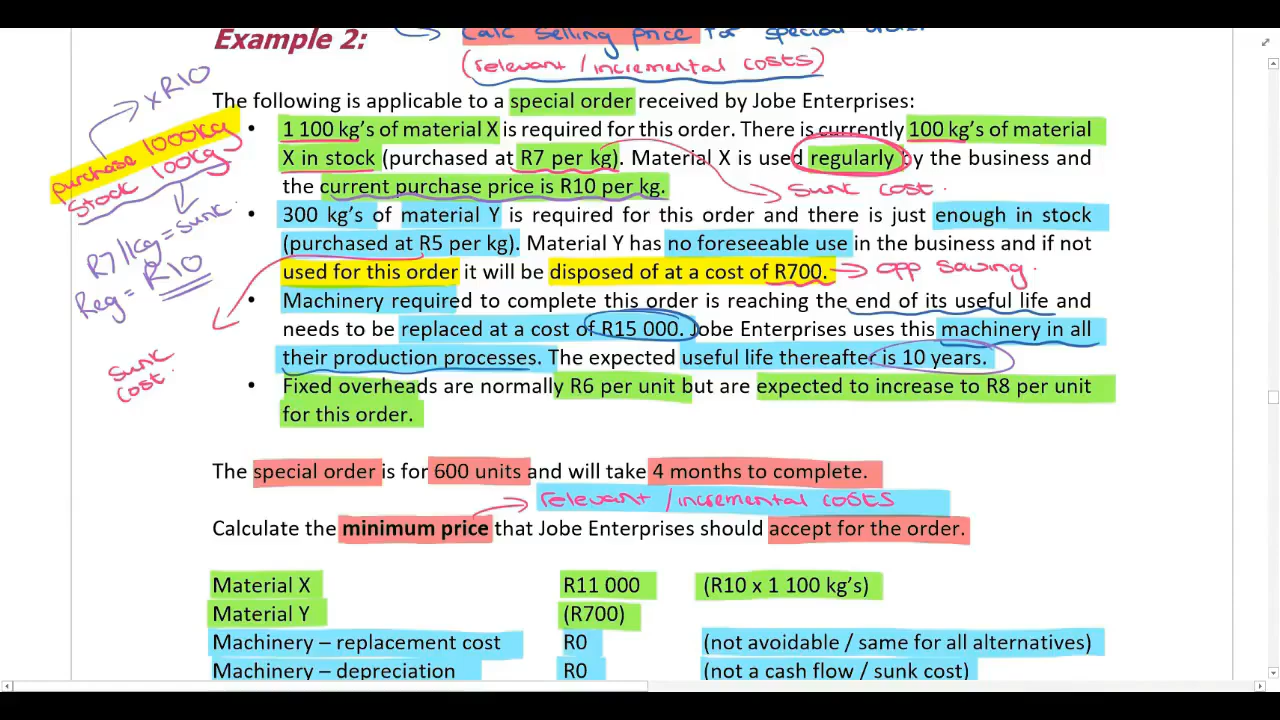 Example 2:
Calc selling price for special order
(relevant / incremental costs)
The following is applicable to a special order received by Jobe Enterprises:
• 1 100 kg's of material X is required for this order. There is currently 100 kg's of material
X in stock (purchased at R7 per kg). Material X is used regularly by the business and
the current purchase price is R10 per kg.
sunk cost.
x R10
purchase 1000kg
Stock 100kg
R7/kg = sunk.
Reg = R10
• 300 kg's of material Y is required for this order and there is just enough in stock
(purchased at R5 per kg). Material Y has no foreseeable use in the business and if not
used for this order it will be disposed of at a cost of R700. opp saving.
• Machinery required to complete this order is reaching the end of its useful life and
needs to be replaced at a cost of R15 000. Jobe Enterprises uses this machinery in all
their production processes. The expected useful life thereafter is 10 years.
sunk
cost.
• Fixed overheads are normally R6 per unit but are expected to increase to R8 per unit
for this order.
The special order is for 600 units and will take 4 months to complete.
relevant / incremental costs
Calculate the minimum price that Jobe Enterprises should accept for the order.
Material X R11 000 (R10 x 1 100 kg's)
Material Y (R700)
Machinery – replacement cost R0 (not avoidable / same for all alternatives)
Machinery – depreciation R0 (not a cash flow / sunk cost)